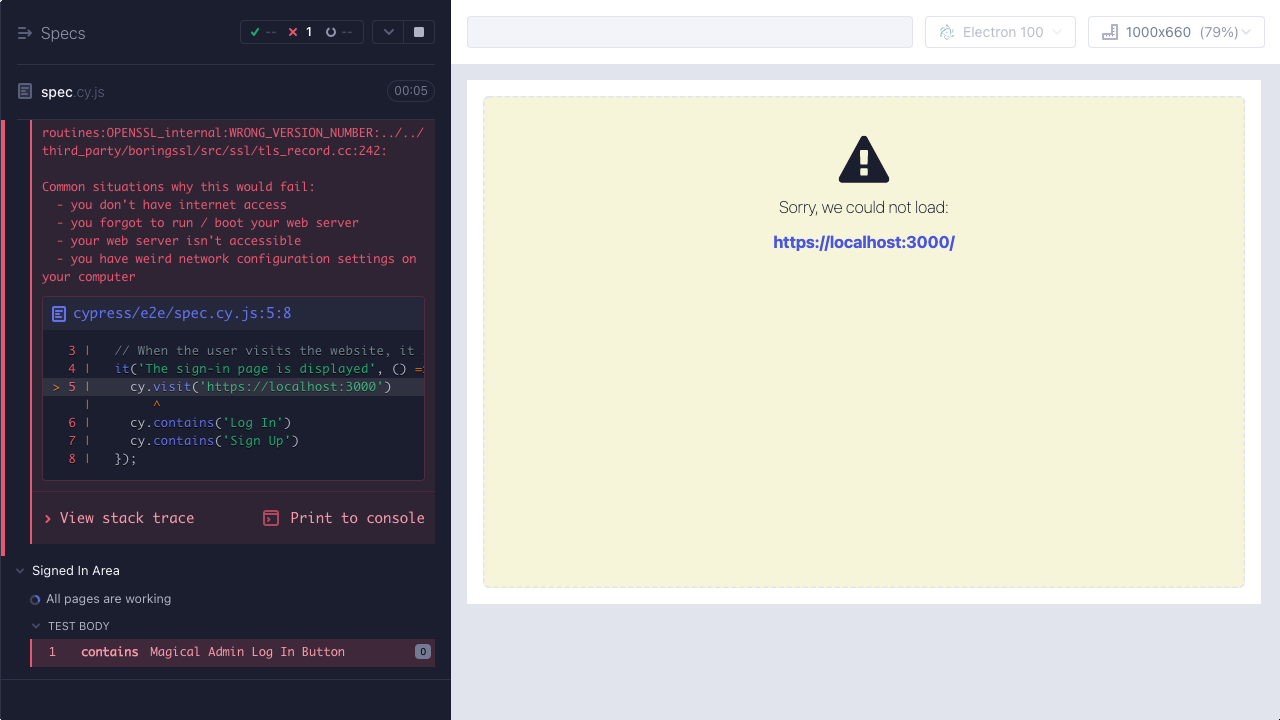 Specs
-- 1 --
spec.cy.js 00:05
routines:OPENSSL_internal:WRONG_VERSION_NUMBER:../../
third_party/boringssl/src/ssl/tls_record.cc:242:
Common situations why this would fail:
- you don't have internet access
- you forgot to run / boot your web server
- your web server isn't accessible
- you have weird network configuration settings on
your computer
cypress/e2e/spec.cy.js:5:8
3 | // When the user visits the website, it
4 | it('The sign-in page is displayed', () =>
> 5 | cy.visit('https://localhost:3000')
| ^
6 | cy.contains('Log In')
7 | cy.contains('Sign Up')
8 | });
> View stack trace Print to console
Signed In Area
All pages are working
TEST BODY
1 contains Magical Admin Log In Button 0
Electron 100 1000x660 (79%)
Sorry, we could not load:
https://localhost:3000/